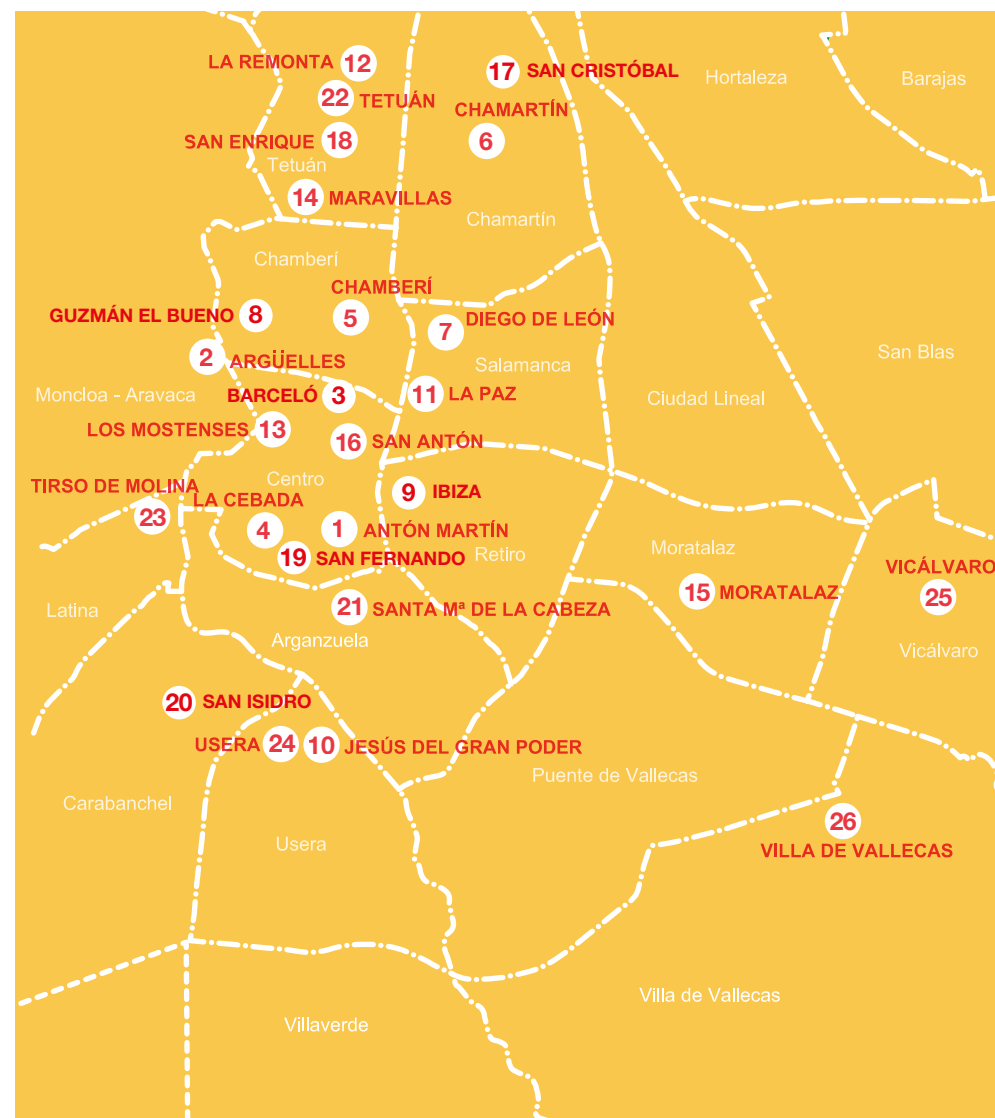 LA REMONTA 12
17 SAN CRISTÓBAL
Hortaleza
Barajas
22 TETUÁN
CHAMARTÍN
6
SAN ENRIQUE 18
Tetuán
14 MARAVILLAS
Chamartín
Chamberí
CHAMBERÍ
5
GUZMÁN EL BUENO 8
7 DIEGO DE LEÓN
2 ARGÜELLES
Salamanca
San Blas
Moncloa - Aravaca
BARCELÓ 3
11 LA PAZ
Ciudad Lineal
LOS MOSTENSES 13
16 SAN ANTÓN
Centro
TIRSO DE MOLINA
23
LA CEBADA
4
9 IBIZA
1 ANTÓN MARTÍN
19 SAN FERNANDO
Retiro
Moratalaz
15 MORATALAZ
VICÁLVARO
25
Vicálvaro
Latina
21 SANTA Mª DE LA CABEZA
Arganzuela
20 SAN ISIDRO
USERA 24
10 JESÚS DEL GRAN PODER
Puente de Vallecas
Carabanchel
Usera
26
VILLA DE VALLECAS
Villa de Vallecas
Villaverde